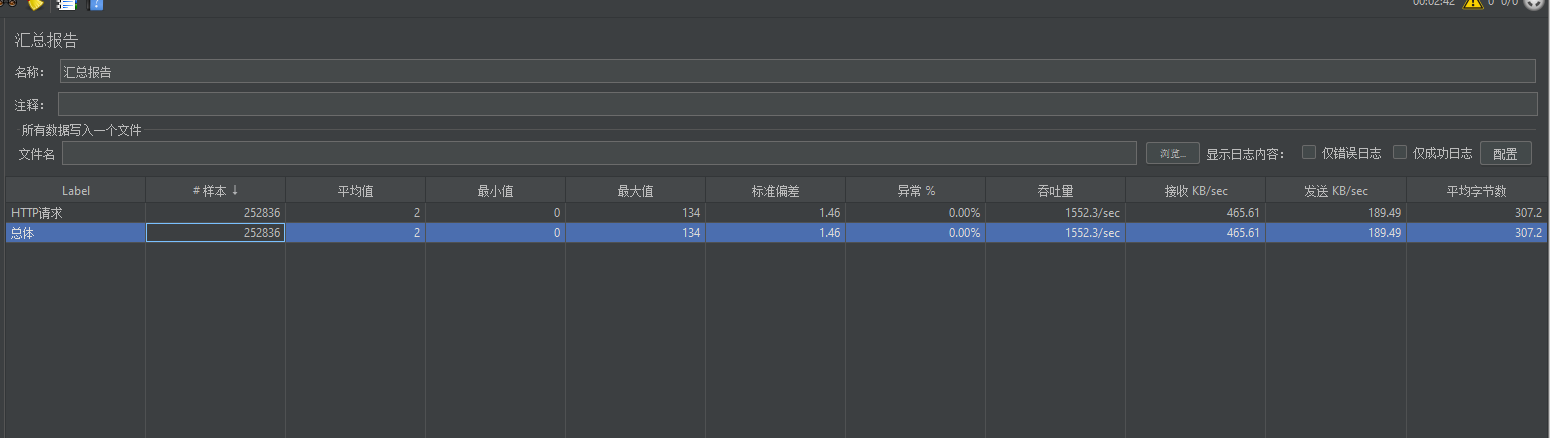 00:02:42 0 0/0
汇总报告
名称： 汇总报告
注释：
所有数据写入一个文件
文件名 浏览... 显示日志内容： 仅错误日志 仅成功日志 配置
Label # 样本 ↓ 平均值 最小值 最大值 标准偏差 异常 % 吞吐量 接收 KB/sec 发送 KB/sec 平均字节数
HTTP请求 252836 2 0 134 1.46 0.00% 1552.3/sec 465.61 189.49 307.2
总体 252836 2 0 134 1.46 0.00% 1552.3/sec 465.61 189.49 307.2